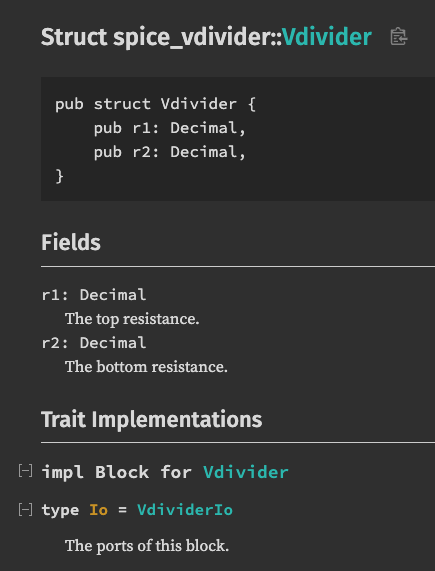 Struct spice_vdivider::Vdivider
pub struct Vdivider {
    pub r1: Decimal,
    pub r2: Decimal,
}
Fields
r1: Decimal
The top resistance.
r2: Decimal
The bottom resistance.
Trait Implementations
[-] impl Block for Vdivider
[-] type Io = VdividerIo
The ports of this block.